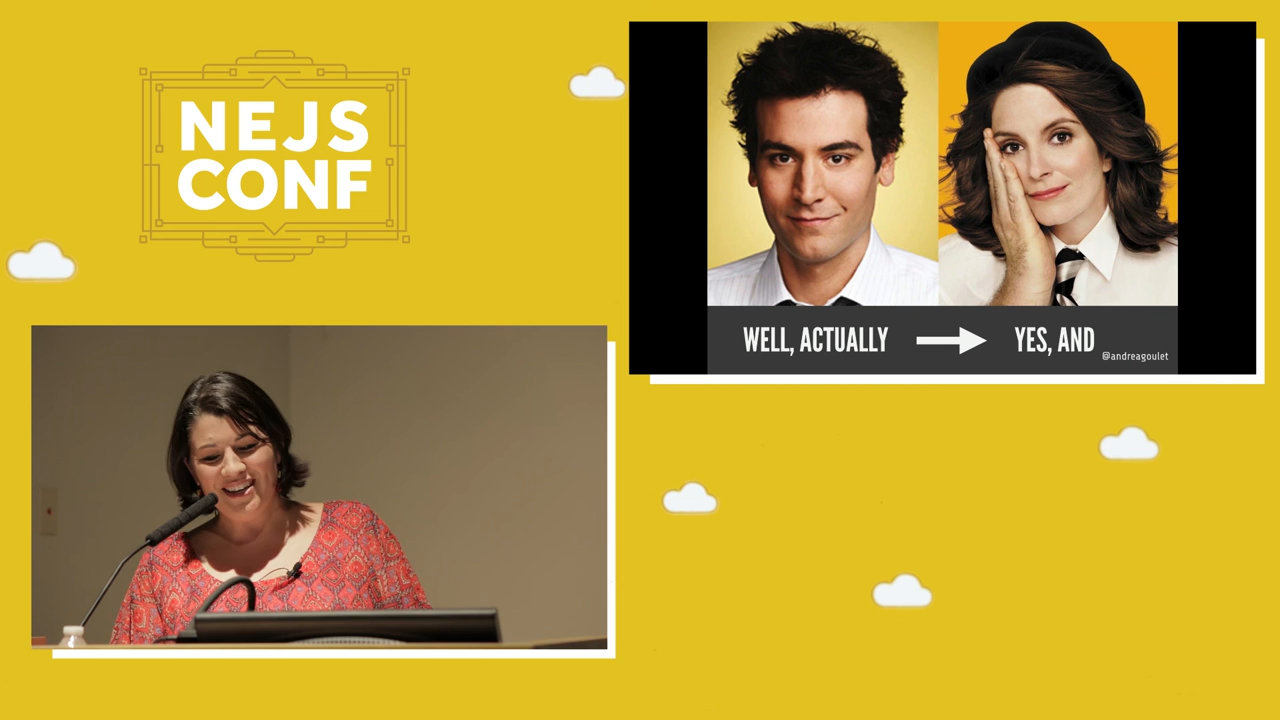 NEJS
CONF
WELL, ACTUALLY
YES, AND
@andreagoulet